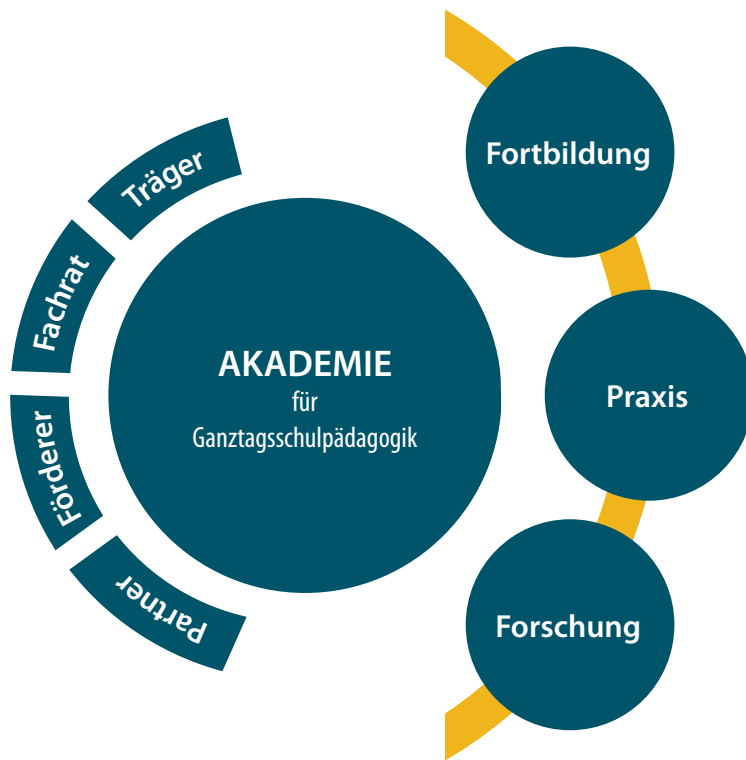 Träger
Fachrat
Förderer
Partner
AKADEMIE
für
Ganztagsschulpädagogik
Fortbildung
Praxis
Forschung